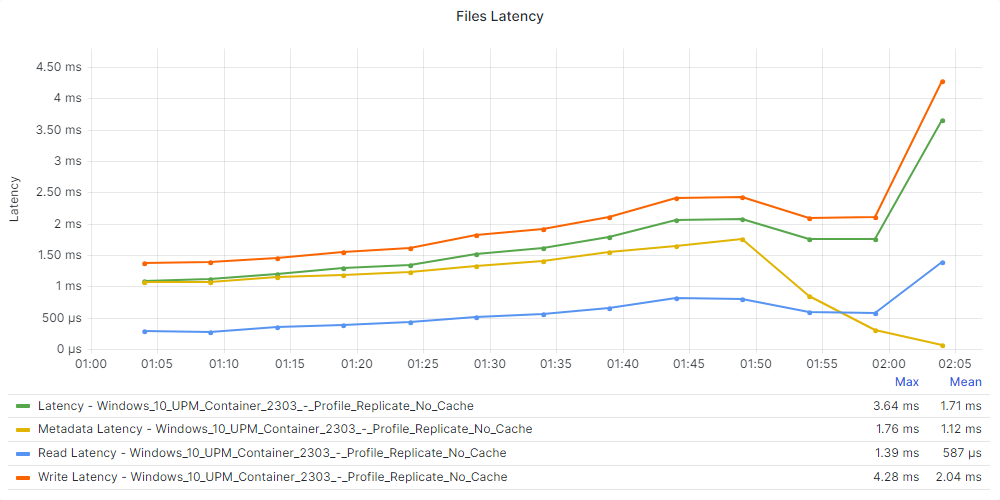 Files Latency
Latency
4.50 ms
4 ms
3.50 ms
3 ms
2.50 ms
2 ms
1.50 ms
1 ms
500 µs
0 µs
01:00 01:05 01:10 01:15 01:20 01:25 01:30 01:35 01:40 01:45 01:50 01:55 02:00 02:05
Max Mean
Latency - Windows_10_UPM_Container_2303_-_Profile_Replicate_No_Cache 3.64 ms 1.71 ms
Metadata Latency - Windows_10_UPM_Container_2303_-_Profile_Replicate_No_Cache 1.76 ms 1.12 ms
Read Latency - Windows_10_UPM_Container_2303_-_Profile_Replicate_No_Cache 1.39 ms 587 µs
Write Latency - Windows_10_UPM_Container_2303_-_Profile_Replicate_No_Cache 4.28 ms 2.04 ms